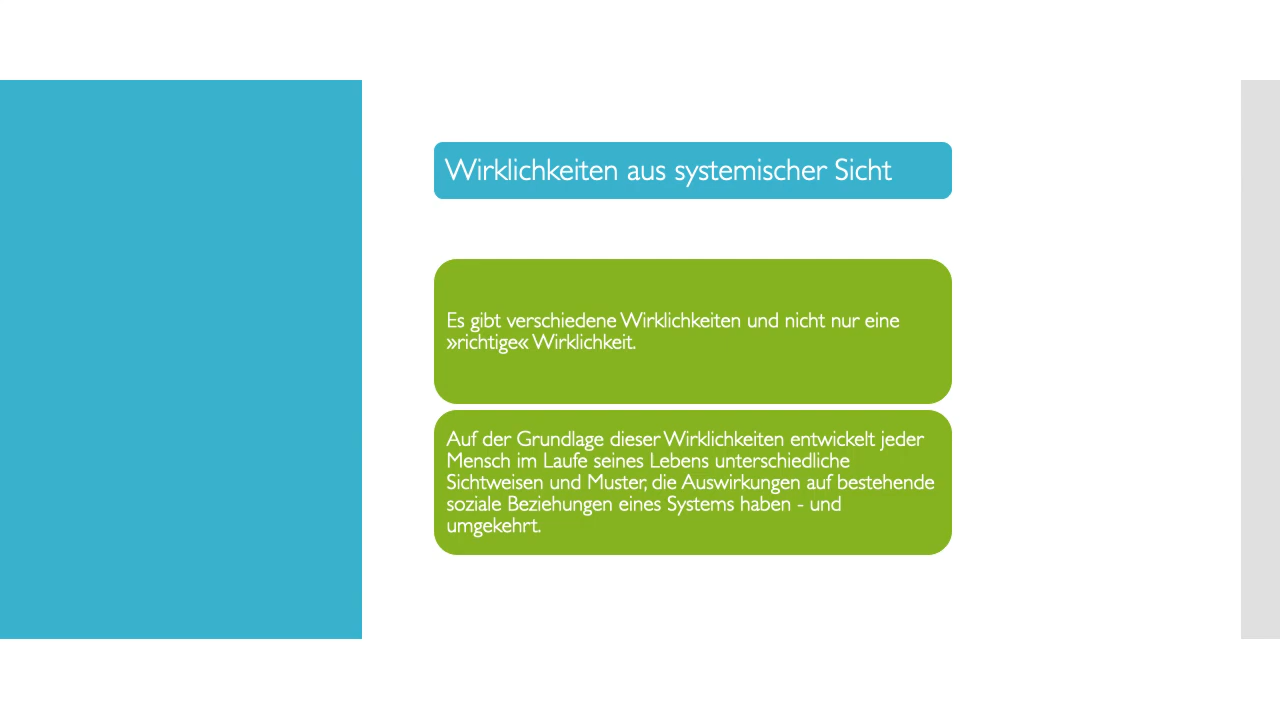 Wirklichkeiten aus systemischer Sicht
Es gibt verschiedene Wirklichkeiten und nicht nur eine
»richtige« Wirklichkeit.
Auf der Grundlage dieser Wirklichkeiten entwickelt jeder
Mensch im Laufe seines Lebens unterschiedliche
Sichtweisen und Muster, die Auswirkungen auf bestehende
soziale Beziehungen eines Systems haben - und
umgekehrt.